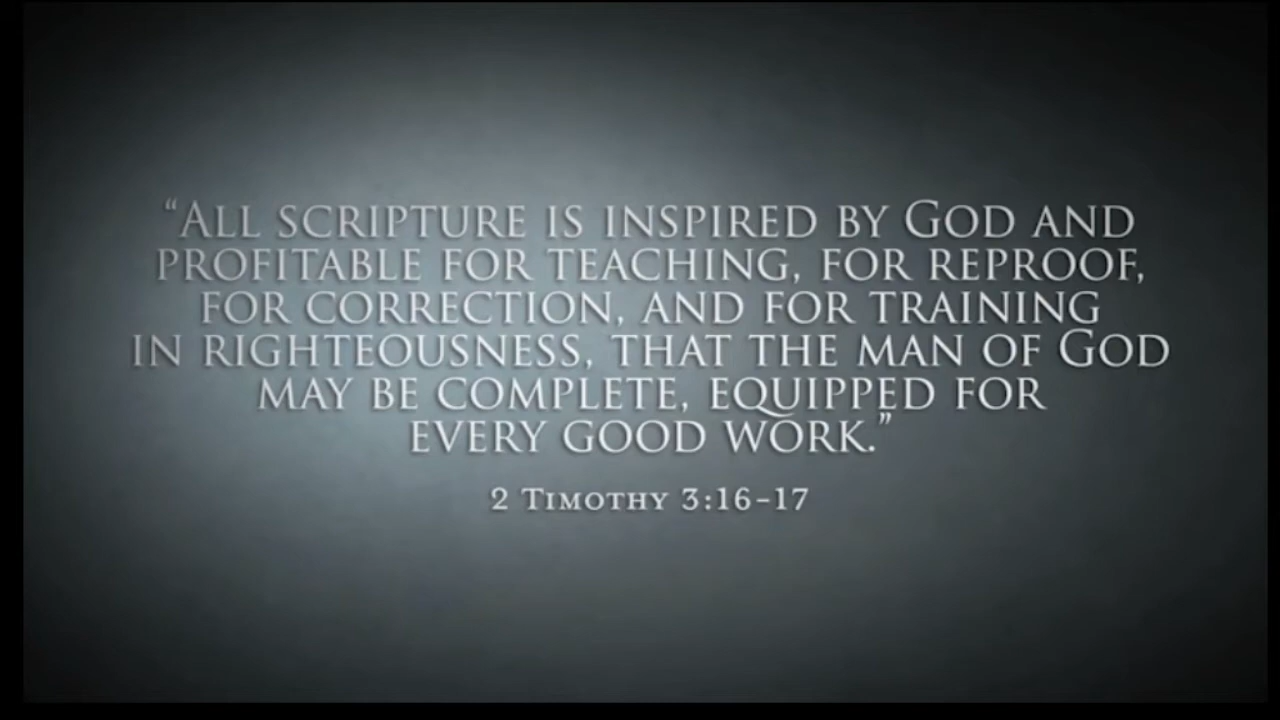 “All scripture is inspired by God and
profitable for teaching, for reproof,
for correction, and for training
in righteousness, that the man of God
may be complete, equipped for
every good work.”
2 Timothy 3:16-17